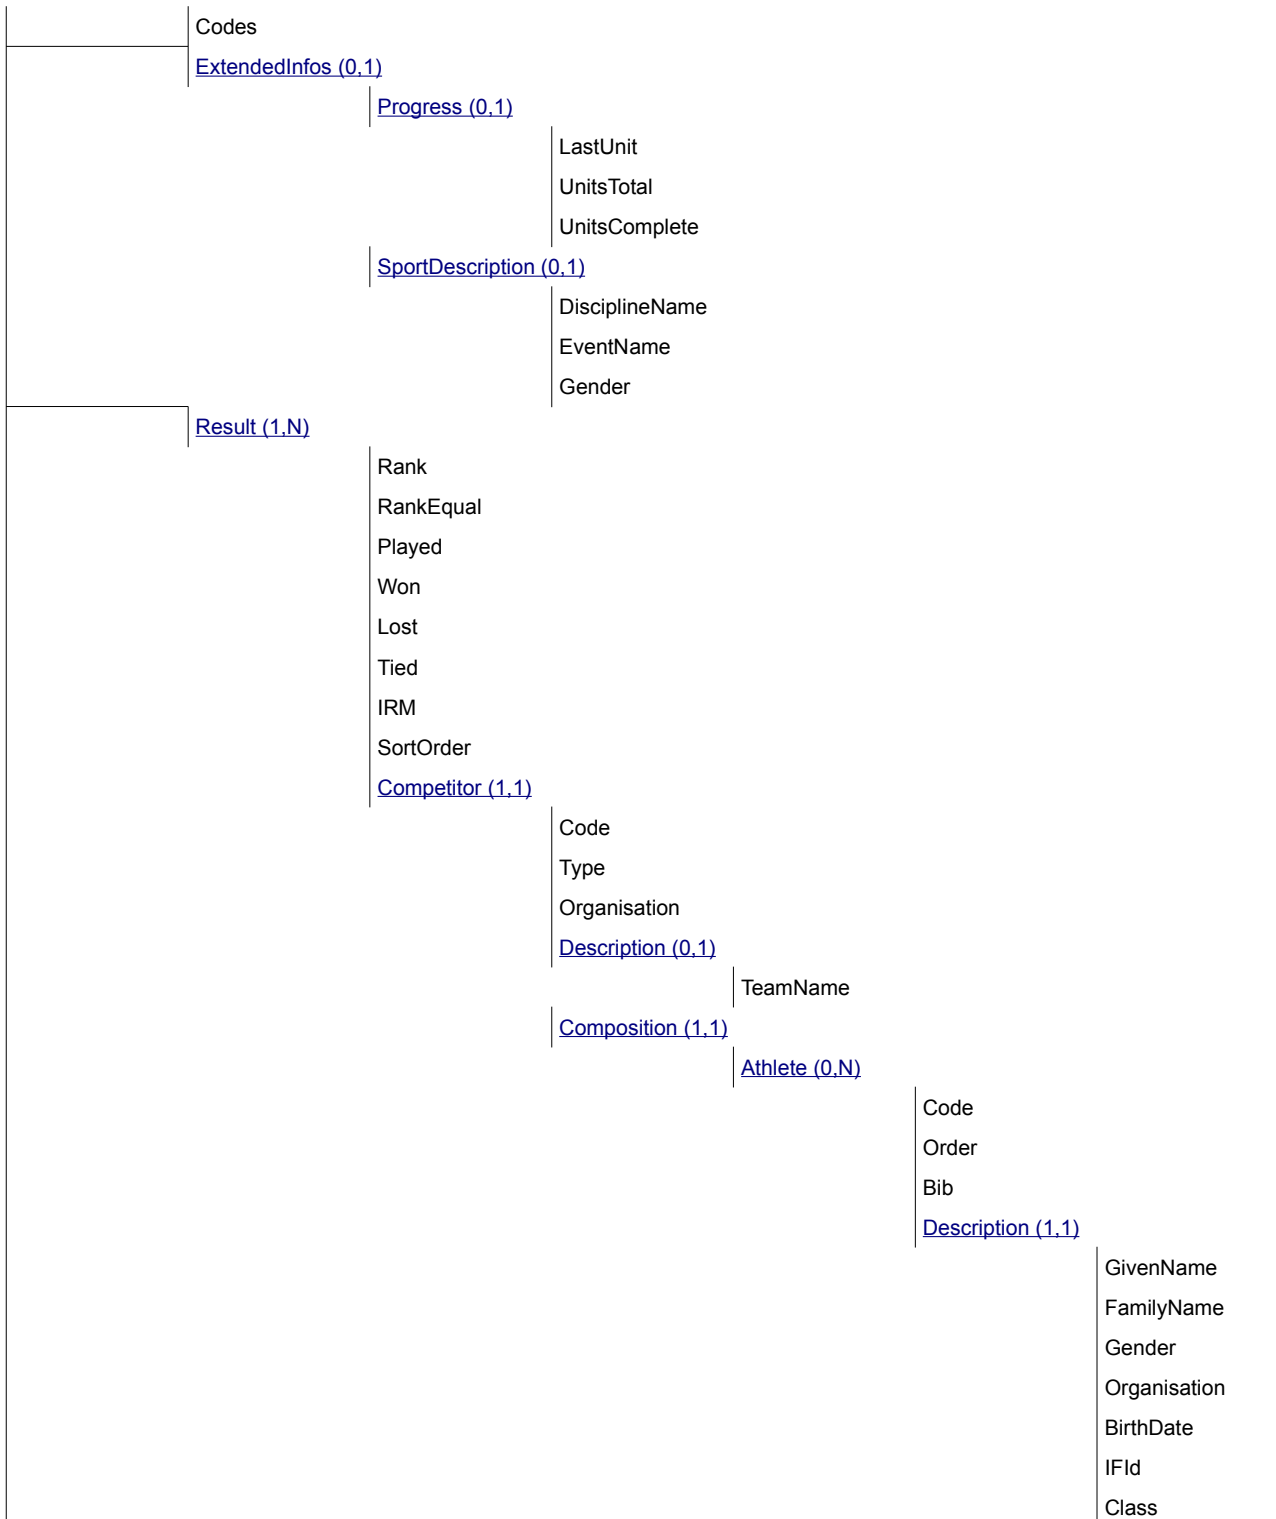 Codes
ExtendedInfos (0,1)
Progress (0,1)
LastUnit
UnitsTotal
UnitsComplete
SportDescription (0,1)
DisciplineName
EventName
Gender
Result (1,N)
Rank
RankEqual
Played
Won
Lost
Tied
IRM
SortOrder
Competitor (1,1)
Code
Type
Organisation
Description (0,1)
TeamName
Composition (1,1)
Athlete (0,N)
Code
Order
Bib
Description (1,1)
GivenName
FamilyName
Gender
Organisation
BirthDate
IFId
Class